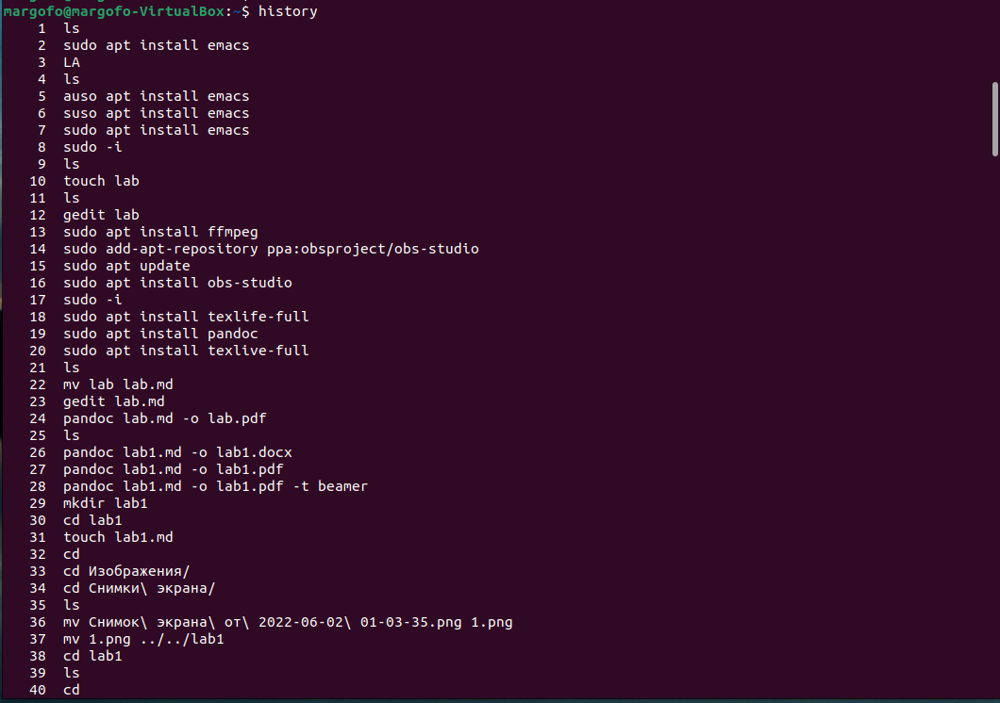 margofo@margofo-VirtualBox:~$ history
1 ls
2 sudo apt install emacs
3 LA
4 ls
5 auso apt install emacs
6 suso apt install emacs
7 sudo apt install emacs
8 sudo -i
9 ls
10 touch lab
11 ls
12 gedit lab
13 sudo apt install ffmpeg
14 sudo add-apt-repository ppa:obsproject/obs-studio
15 sudo apt update
16 sudo apt install obs-studio
17 sudo -i
18 sudo apt install texlife-full
19 sudo apt install pandoc
20 sudo apt install texlive-full
21 ls
22 mv lab lab.md
23 gedit lab.md
24 pandoc lab.md -o lab.pdf
25 ls
26 pandoc lab1.md -o lab1.docx
27 pandoc lab1.md -o lab1.pdf
28 pandoc lab1.md -o lab1.pdf -t beamer
29 mkdir lab1
30 cd lab1
31 touch lab1.md
32 cd
33 cd Изображения/
34 cd Снимки\ экрана/
35 ls
36 mv Снимок\ экрана\ от\ 2022-06-02\ 01-03-35.png 1.png
37 mv 1.png ../../lab1
38 cd lab1
39 ls
40 cd